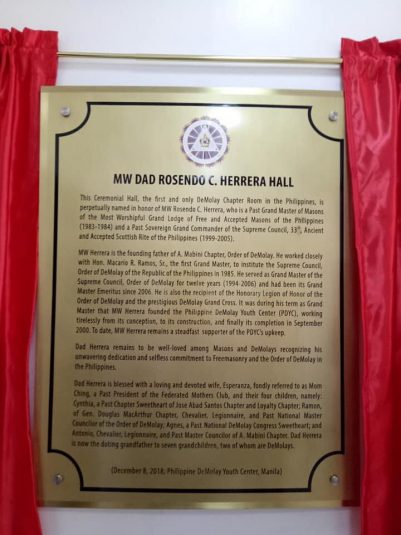 MW DAD ROSENDO C. HERRERA HALL
This Ceremonial Hall, the first and only DeMolay Chapter Room in the Philippines, is
perpetually named in honor of MW Rosendo C. Herrera, who is a Past Grand Master of Masons
of the Most Worshipful Grand Lodge of Free and Accepted Masons of the Philippines
(1983-1984) and a Past Sovereign Grand Commander of the Supreme Council, 33°, Ancient
and Accepted Scottish Rite of the Philippines (1999-2005).
MW Herrera is the founding father of A. Mabini Chapter, Order of DeMolay. He worked closely
with Hon. Macario R. Ramos, Sr., the first Grand Master, to institute the Supreme Council,
Order of DeMolay of the Republic of the Philippines in 1985. He served as Grand Master of the
Supreme Council, Order of DeMolay for twelve years (1994-2006) and had been its Grand
Master Emeritus since 2006. He is also the recipient of the Honorary Legion of Honor of the
Order of DeMolay and the prestigious DeMolay Grand Cross. It was during his term as Grand
Master that MW Herrera founded the Philippine DeMolay Youth Center (PDYC), working
tirelessly from its conception, to its construction, and finally its completion in September
2000. To date, MW Herrera remains a steadfast supporter of the PDYC's upkeep.
Dad Herrera remains to be well-loved among Masons and DeMolays recognizing his
unwavering dedication and selfless commitment to Freemasonry and the Order of DeMolay in
the Philippines.
Dad Herrera is blessed with a loving and devoted wife, Esperanza, fondly referred to as Mom
Ching, a Past President of the Federated Mothers Club, and their four children, namely:
Cynthia, a Past Chapter Sweetheart of Jose Abad Santos Chapter and Loyalty Chapter; Ramon,
of Gen. Douglas MacArthur Chapter, Chevalier, Legionnaire, and Past National Master
Councilor of the Order of DeMolay; Agnes, a Past National DeMolay Congress Sweetheart; and
Antonio, Chevalier, Legionnaire, and Past Master Councilor of A. Mabini Chapter. Dad Herrera
is now the doting grandfather to seven grandchildren, two of whom are DeMolays.
(December 8, 2018; Philippine DeMolay Youth Center, Manila)